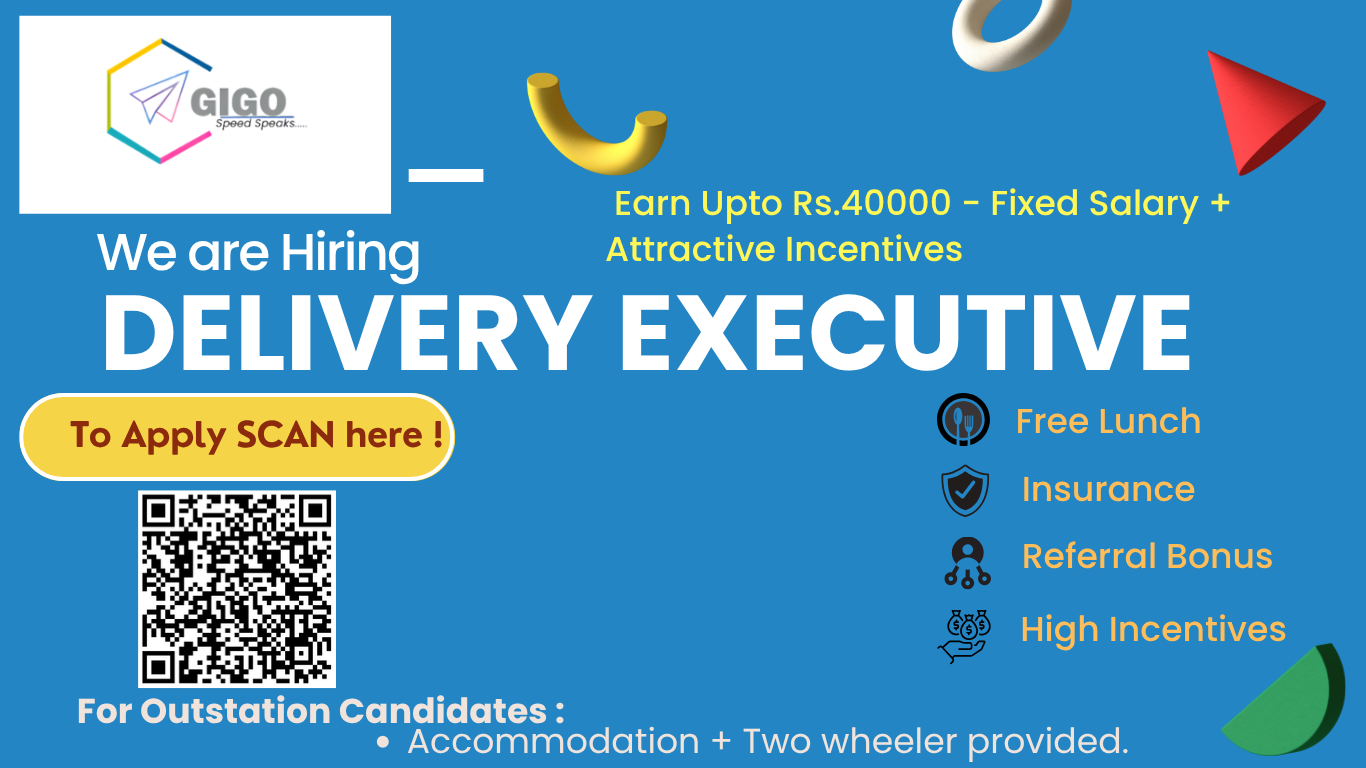 GIGO
Speed Speaks.....
Earn Upto Rs.40000 - Fixed Salary +
Attractive Incentives
We are Hiring
DELIVERY EXECUTIVE
To Apply SCAN here !
Free Lunch
Insurance
Referral Bonus
High Incentives
For Outstation Candidates :
• Accommodation + Two wheeler provided.